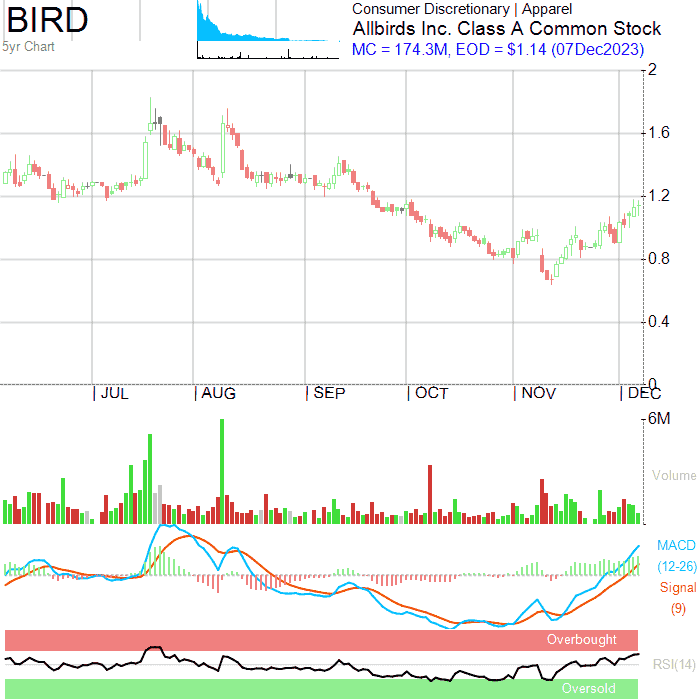 BIRD
5yr Chart
Consumer Discretionary | Apparel
Allbirds Inc. Class A Common Stock
MC = 174.3M, EOD = $1.14 (07Dec2023)
2
1.6
1.2
0.8
0.4
0
JUL AUG SEP OCT NOV DEC
6M
Volume
MACD
(12-26)
Signal
(9)
Overbought
RSI(14)
Oversold